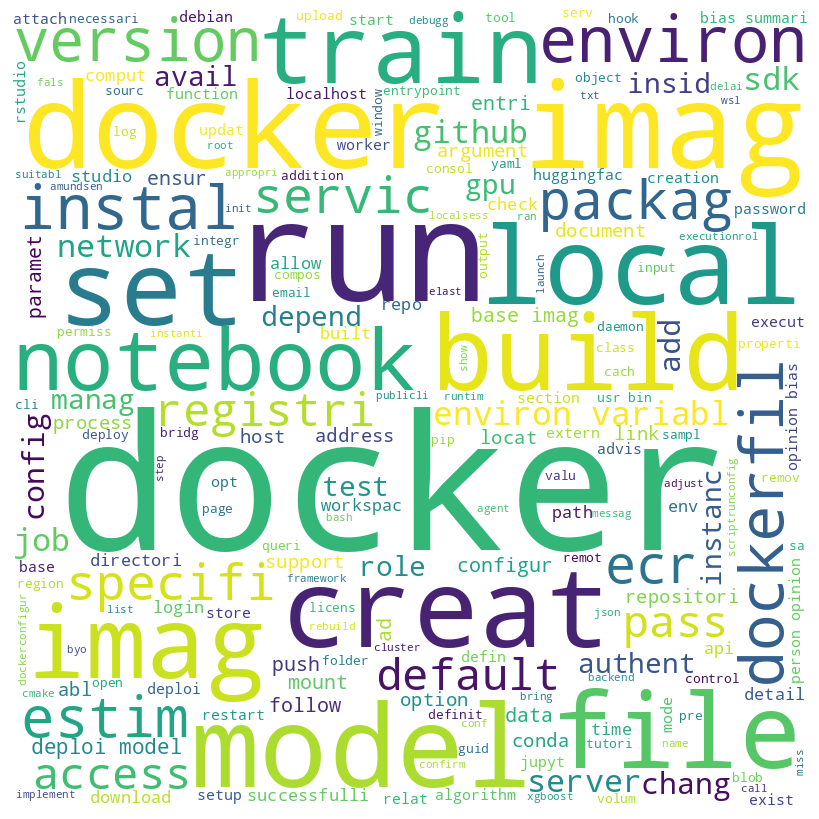 attach necessari debian upload serv hook bias summari
version train environ
start debugg tool
rstudio fals comput avail function localhost entrypoint window object delai
sourc log updat root worker insid txt sdk wsl
docker imag
entri github argument yaml
suitabl studio ensur appropri addition consol huggingfac creation
amundsen instal init servic localsess gpu check packag password
network integr run ran document executionrol
paramet set allow compos email output local launch input
depend repo elast daemon add execut
permiss instanti built base imag class properti
notebook build show cach
cli publicli runtim section usr bin
config manag registri environ variabl dockerfil opinion bias
process deploy bridg host address locat extern link sampl
docker
step opt test pip advis valu adjust
job page workspac bash agent path messag env instanc scriptrunconfig remov
base directori queri support role configur remot ecr sa
region specifi framework repositori person opinion
dockerconfigur list login store licens creat json pass
imag byo rebuild cluster ad defin api
cmake abl open deploi push folder default backend authent control
mount bring detail
estim restart follow option definit data time mode pre
deploi model model conf guid conda tutori name file
access confirm jupyt server chang blob miss
implement download setup successfulli relat algorithm xgboost volum call exist